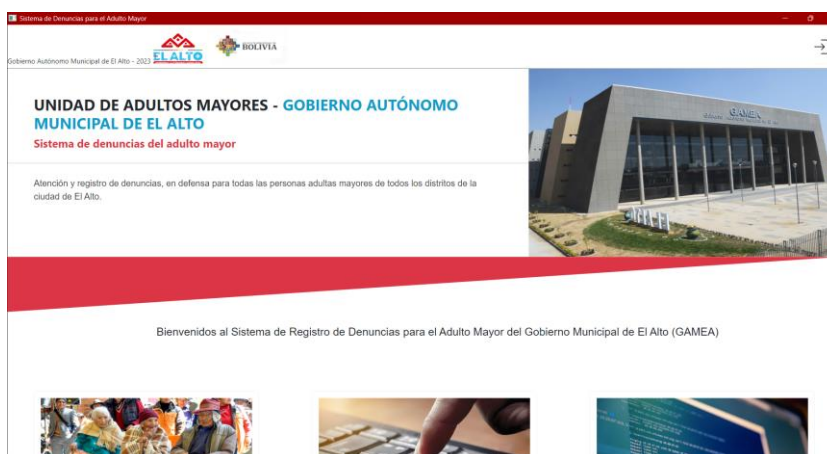 Sistema de Denuncias para el Adulto Mayor
Gobierno Autónomo Municipal de El Alto - 2023
EL ALTO
BOLIVIA
UNIDAD DE ADULTOS MAYORES - GOBIERNO AUTÓNOMO
MUNICIPAL DE EL ALTO
Sistema de denuncias del adulto mayor
Atención y registro de denuncias, en defensa para todas las personas adultas mayores de todos los distritos de la
ciudad de El Alto.
GAMEA
Bienvenidos al Sistema de Registro de Denuncias para el Adulto Mayor del Gobierno Municipal de El Alto (GAMEA)